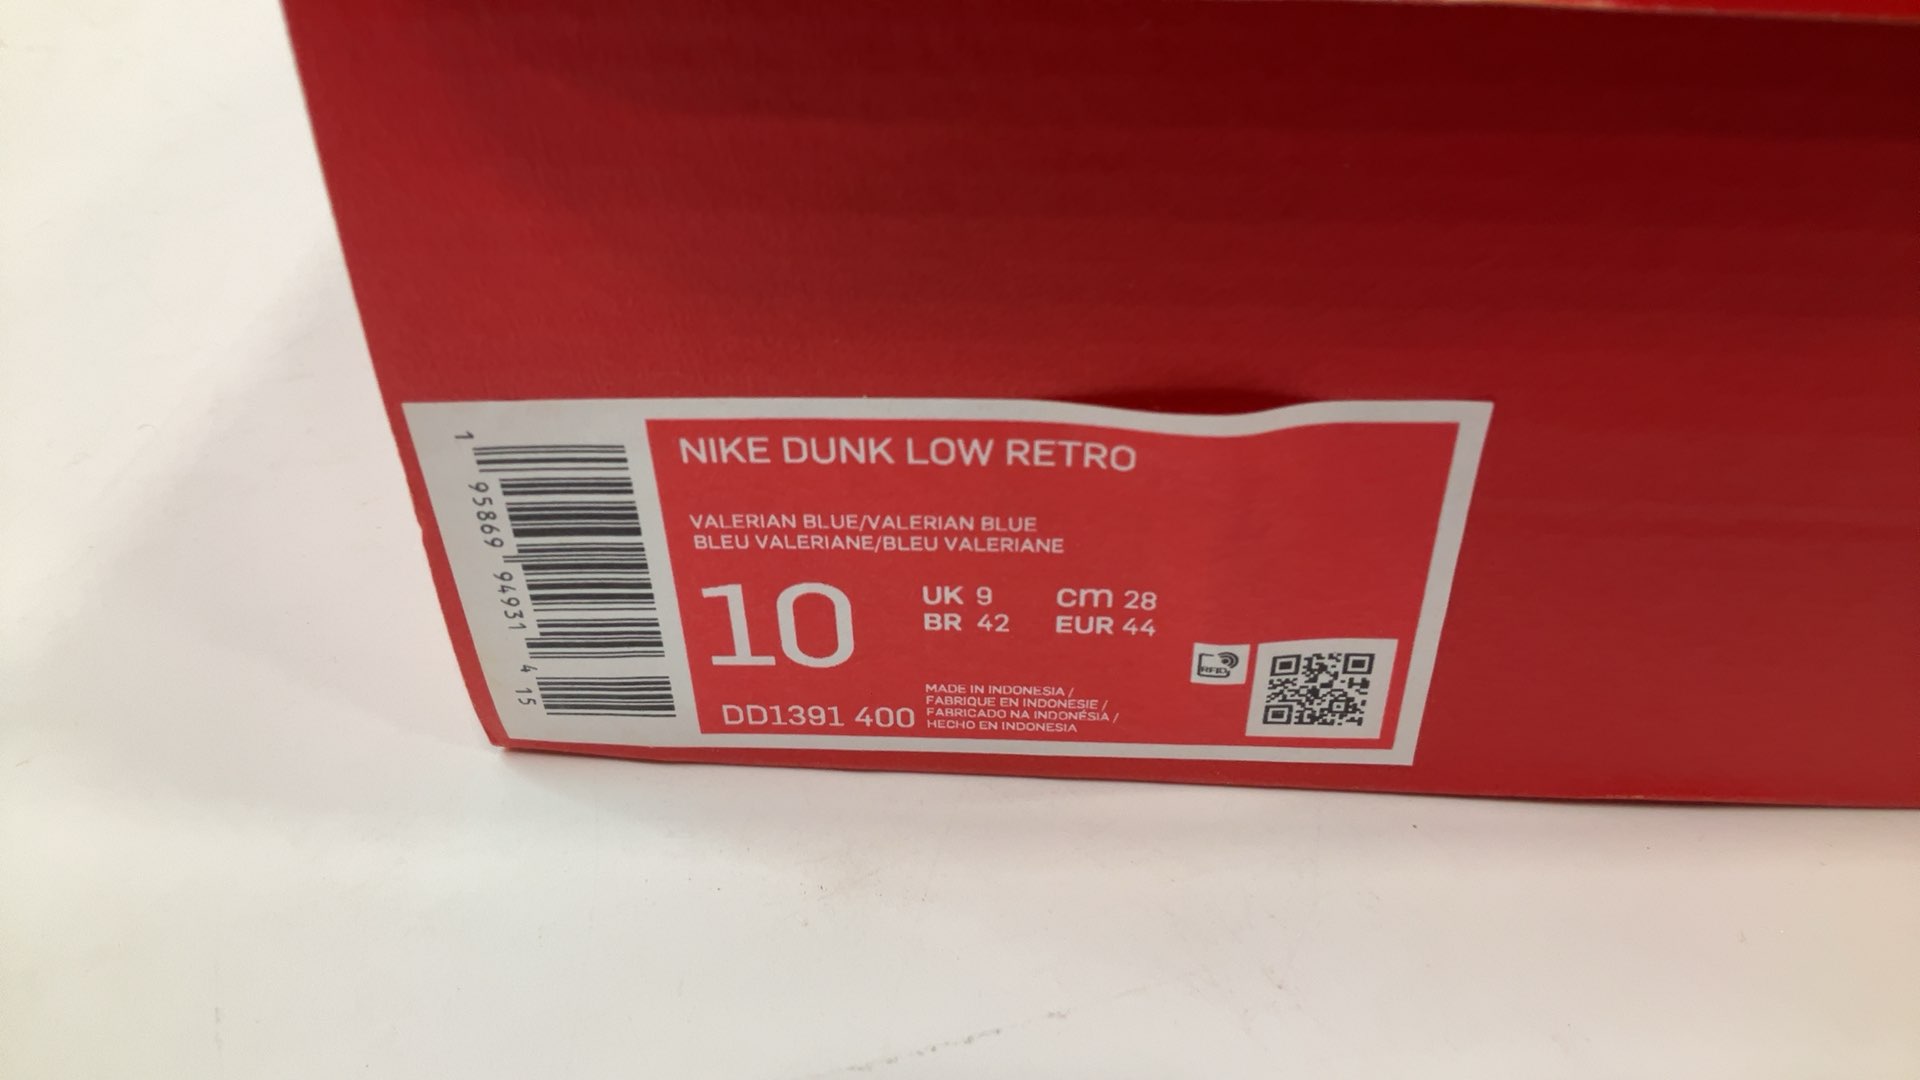 1 95869 94931 4 15
NIKE DUNK LOW RETRO
VALERIAN BLUE/VALERIAN BLUE
BLEU VALERIANE/BLEU VALERIANE
10
UK 9 cm 28
BR 42 EUR 44
RFID
DD1391 400
MADE IN INDONESIA /
FABRIQUE EN INDONESIE /
FABRICADO NA INDONÉSIA /
HECHO EN INDONESIA